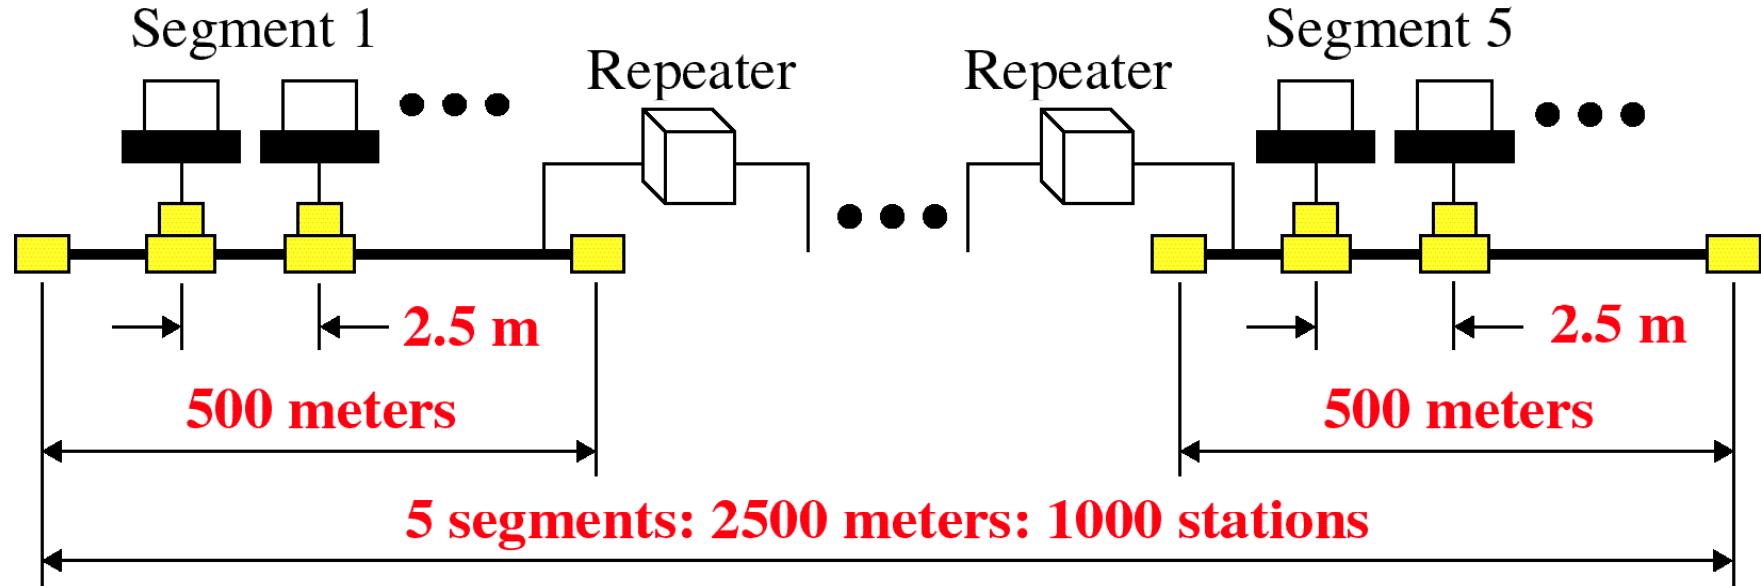 Segment 1
Repeater
Repeater
Segment 5
2.5 m
2.5 m
500 meters
500 meters
5 segments: 2500 meters: 1000 stations